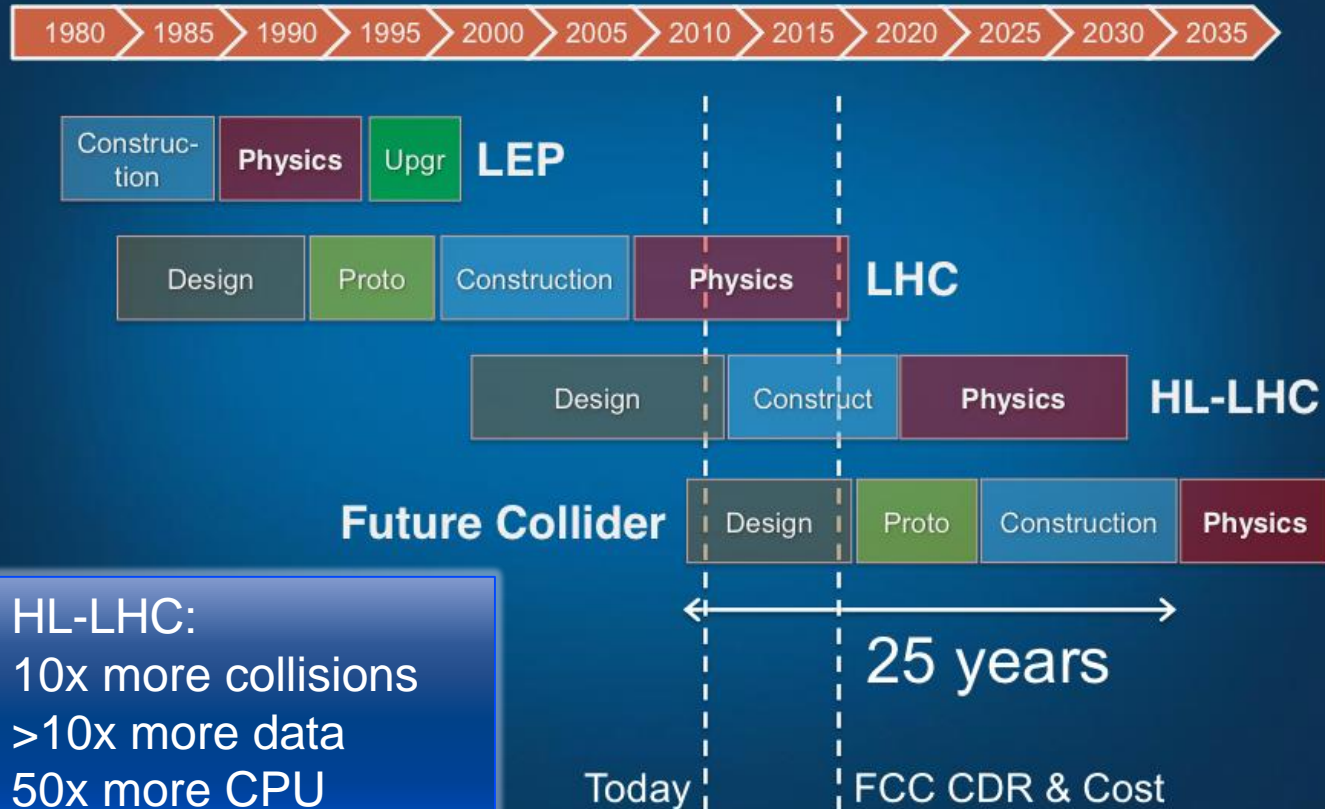 1980 1985 1990 1995 2000 2005 2010 2015 2020 2025 2030 2035
Construc-
tion
Physics
Upgr
LEP
Design
Proto
Construction
Physics
LHC
Design
Construct
Physics
HL-LHC
Future Collider
Design
Proto
Construction
Physics
25 years
HL-LHC:
10x more collisions
>10x more data
50x more CPU
Today
FCC CDR & Cost